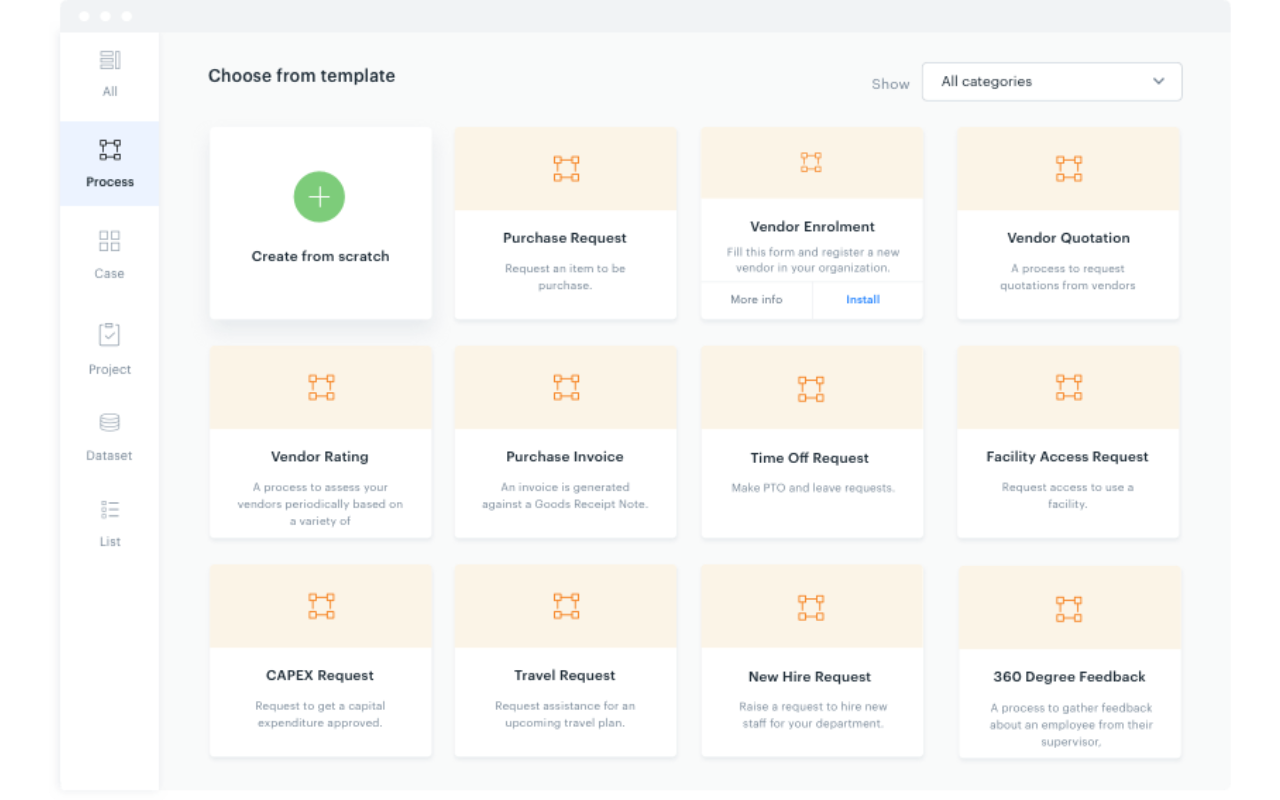 All
Process
Case
Project
Dataset
List
Choose from template
Show
All categories
Create from scratch
Purchase Request
Request an item to be
purchase.
Vendor Enrolment
Fill this form and register a new
vendor in your organization.
More info
Install
Vendor Quotation
A process to request
quotations from vendors
Vendor Rating
A process to assess your
vendors periodically based on
a variety of
Purchase Invoice
An invoice is generated
against a Goods Receipt Note.
Time Off Request
Make PTO and leave requests.
Facility Access Request
Request access to use a
facility.
CAPEX Request
Request to get a capital
expenditure approved.
Travel Request
Request assistance for an
upcoming travel plan.
New Hire Request
Raise a request to hire new
staff for your department.
360 Degree Feedback
A process to gather feedback
about an employee from their
supervisor,